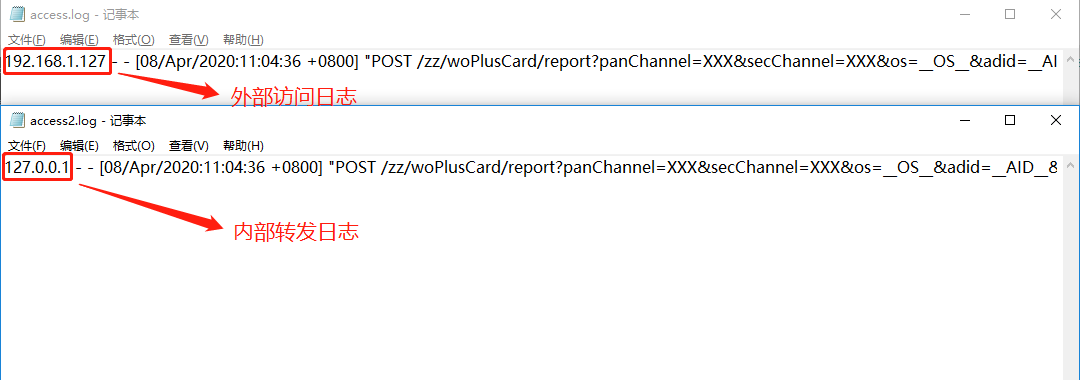 access.log - 记事本
文件(F) 编辑(E) 格式(O) 查看(V) 帮助(H)
192.168.1.127 - - [08/Apr/2020:11:04:36 +0800] "POST /zz/woPlusCard/report?panChannel=XXX&secChannel=XXX&os=__OS__&adid=__AI
外部访问日志
access2.log - 记事本
文件(F) 编辑(E) 格式(O) 查看(V) 帮助(H)
127.0.0.1 - - [08/Apr/2020:11:04:36 +0800] "POST /zz/woPlusCard/report?panChannel=XXX&secChannel=XXX&os=__OS__&adid=__AID__&
内部转发日志